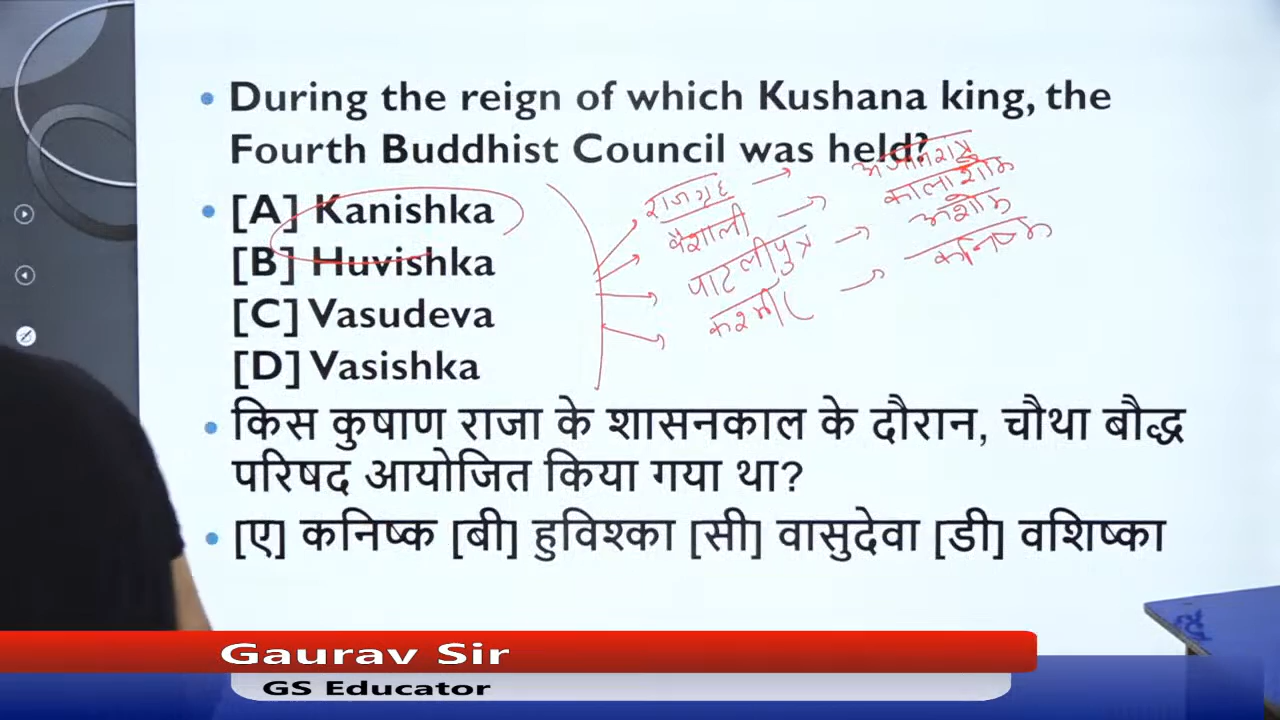 • During the reign of which Kushana king, the
Fourth Buddhist Council was held?
• [A] Kanishka
[B] Huvishka
[C] Vasudeva
[D] Vasishka
राजगृह → अजातशत्रु
वैशाली → कालाशोक
पाटलीपुत्र → अशोक
कश्मीर → कनिष्क
• किस कुषाण राजा के शासनकाल के दौरान, चौथा बौद्ध
परिषद आयोजित किया गया था?
• [ए] कनिष्क [बी] हुविश्का [सी] वासुदेवा [डी] वशिष्का
Gaurav Sir
GS Educator